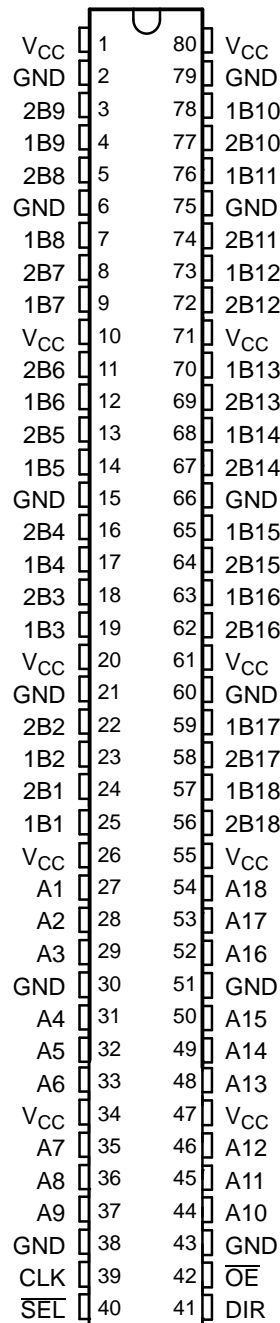 VCC 1 80 VCC
GND 2 79 GND
2B9 3 78 1B10
1B9 4 77 2B10
2B8 5 76 1B11
GND 6 75 GND
1B8 7 74 2B11
2B7 8 73 1B12
1B7 9 72 2B12
VCC 10 71 VCC
2B6 11 70 1B13
1B6 12 69 2B13
2B5 13 68 1B14
1B5 14 67 2B14
GND 15 66 GND
2B4 16 65 1B15
1B4 17 64 2B15
2B3 18 63 1B16
1B3 19 62 2B16
VCC 20 61 VCC
GND 21 60 GND
2B2 22 59 1B17
1B2 23 58 2B17
2B1 24 57 1B18
1B1 25 56 2B18
VCC 26 55 VCC
A1 27 54 A18
A2 28 53 A17
A3 29 52 A16
GND 30 51 GND
A4 31 50 A15
A5 32 49 A14
A6 33 48 A13
VCC 34 47 VCC
A7 35 46 A12
A8 36 45 A11
A9 37 44 A10
GND 38 43 GND
CLK 39 42 O̅E̅
S̅E̅L̅ 40 41 DIR